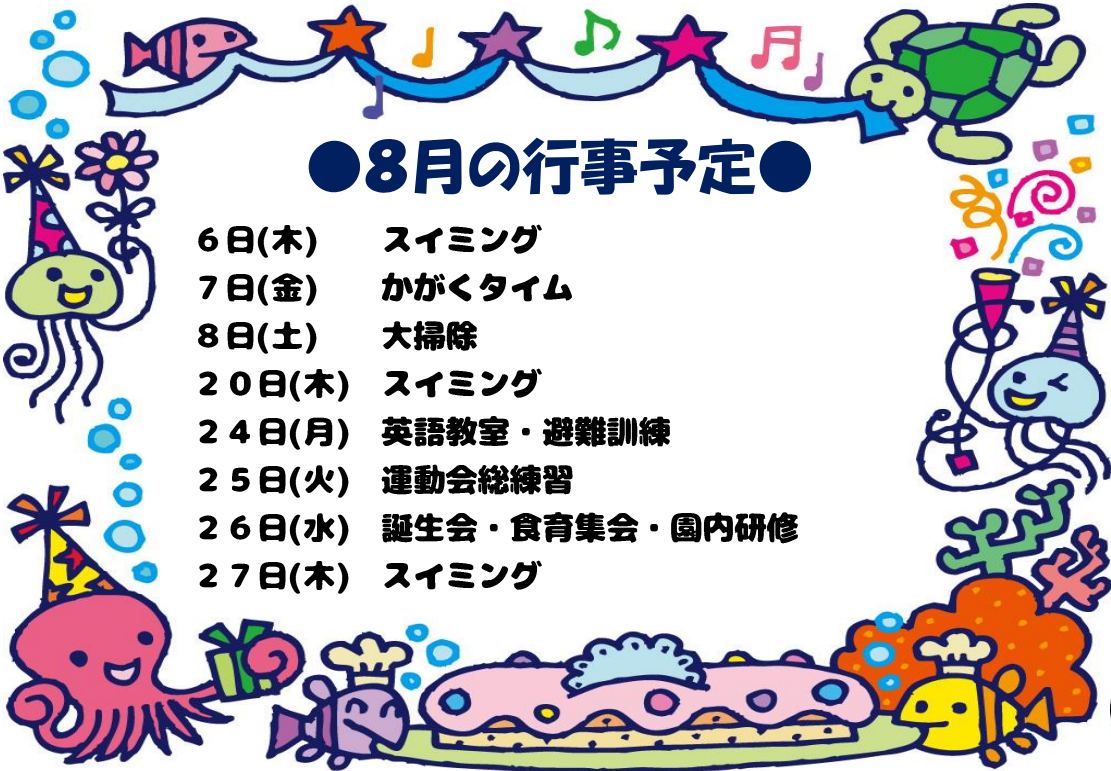 ●8月の行事予定●
６日(木)　　スイミング
７日(金)　　かがくタイム
８日(土)　　大掃除
２０日(木)　スイミング
２４日(月)　英語教室・避難訓練
２５日(火)　運動会総練習
２６日(水)　誕生会・食育集会・園内研修
２７日(木)　スイミング